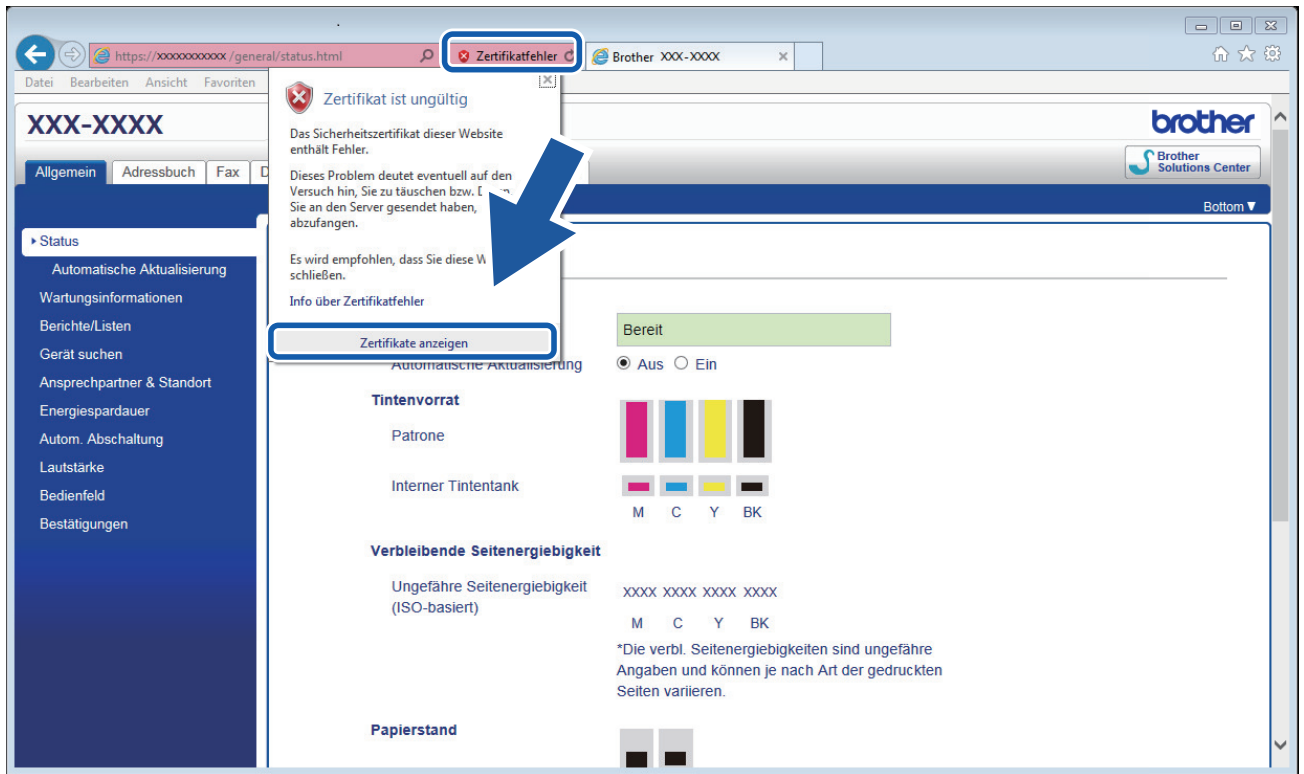 https://xxxxxxxxxxx /general/status.html
Zertifikatfehler
Brother XXX-XXXX
Datei Bearbeiten Ansicht Favoriten
Zertifikat ist ungültig
Das Sicherheitszertifikat dieser Website
enthält Fehler.
Dieses Problem deutet eventuell auf den
Versuch hin, Sie zu täuschen bzw.
Sie an den Server gesendet haben,
abzufangen.
Es wird empfohlen, dass Sie diese
schließen.
Info über Zertifikatfehler
Zertifikate anzeigen
XXX-XXXX
brother
Brother
Solutions Center
Allgemein Adressbuch Fax
Bottom▼
Status
Automatische Aktualisierung
Wartungsinformationen
Berichte/Listen
Gerät suchen
Ansprechpartner & Standort
Energiespardauer
Autom. Abschaltung
Lautstärke
Bedienfeld
Bestätigungen
Bereit
Automatische Aktualisierung Aus Ein
Tintenvorrat
Patrone
Interner Tintentank
M C Y BK
Verbleibende Seitenergiebigkeit
Ungefähre Seitenergiebigkeit
(ISO-basiert)
XXXX XXXX XXXX XXXX
M C Y BK
*Die verbl. Seitenergiebigkeiten sind ungefähre
Angaben und können je nach Art der gedruckten
Seiten variieren.
Papierstand